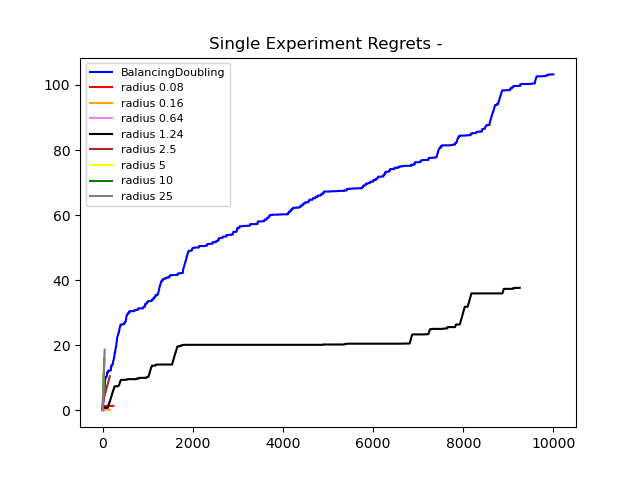 Single Experiment Regrets -
BalancingDoubling
radius 0.08
radius 0.16
radius 0.64
radius 1.24
radius 2.5
radius 5
radius 10
radius 25
100
80
60
40
20
0
0 2000 4000 6000 8000 10000